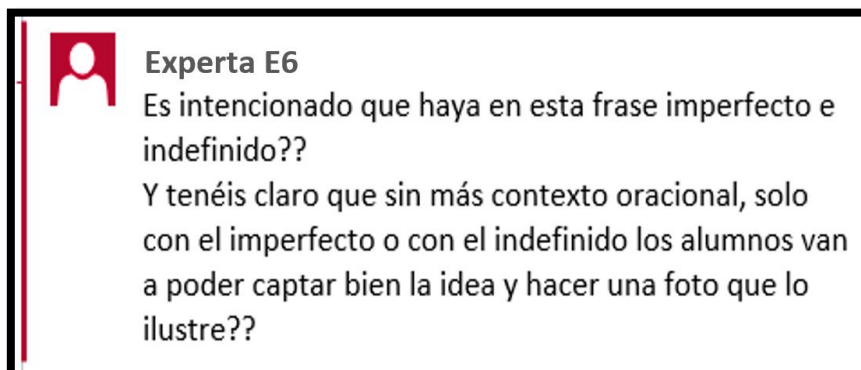 Experta E6
Es intencionado que haya en esta frase imperfecto e
indefinido??
Y tenéis claro que sin más contexto oracional, solo
con el imperfecto o con el indefinido los alumnos van
a poder captar bien la idea y hacer una foto que lo
ilustre??